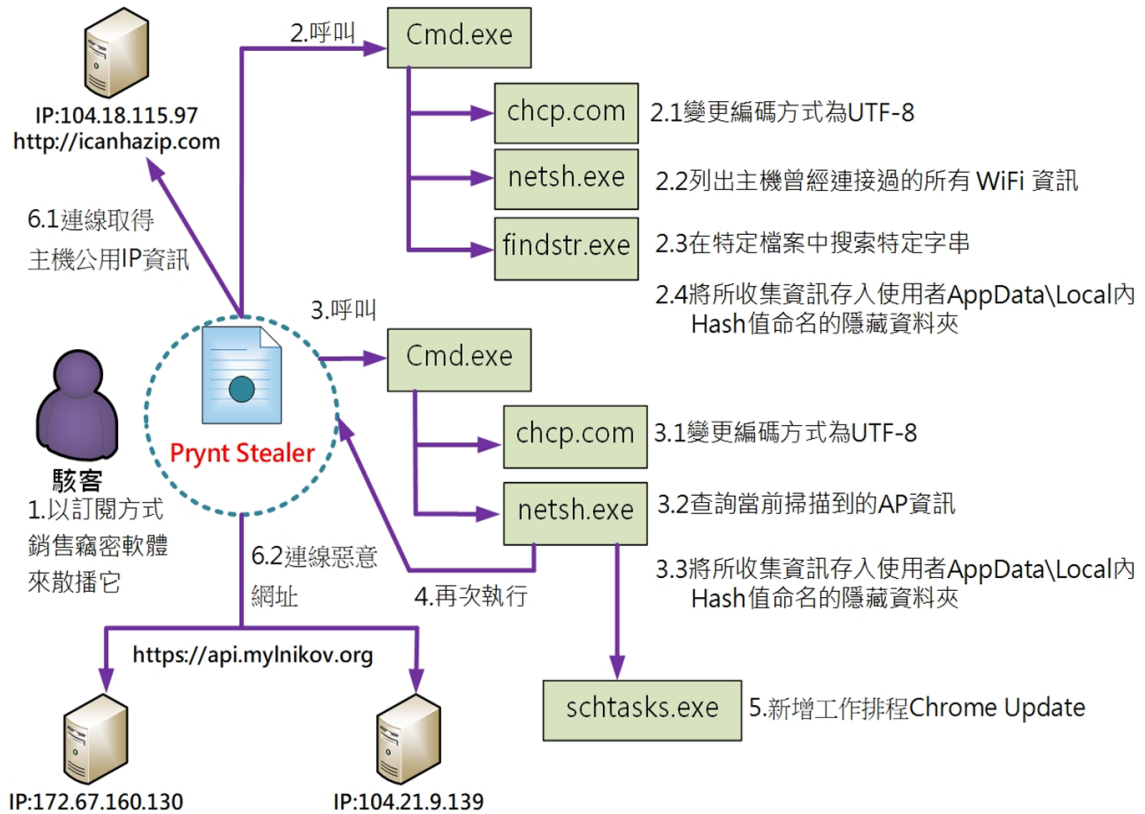 IP:104.18.115.97
http://icanhazip.com
6.1連線取得
主機公用IP資訊
2.呼叫
Cmd.exe
chcp.com
2.1變更編碼方式為UTF-8
netsh.exe
2.2列出主機曾經連接過的所有 WiFi 資訊
findstr.exe
2.3在特定檔案中搜索特定字串
2.4將所收集資訊存入使用者AppData\Local內
Hash值命名的隱藏資料夾
3.呼叫
Cmd.exe
Prynt Stealer
chcp.com
3.1變更編碼方式為UTF-8
駭客
1.以訂閱方式
銷售竊密軟體
來散播它
netsh.exe
3.2查詢當前掃描到的AP資訊
3.3將所收集資訊存入使用者AppData\Local內
Hash值命名的隱藏資料夾
4.再次執行
6.2連線惡意
網址
https://api.mylnikov.org
schtasks.exe
5.新增工作排程Chrome Update
IP:172.67.160.130
IP:104.21.9.139